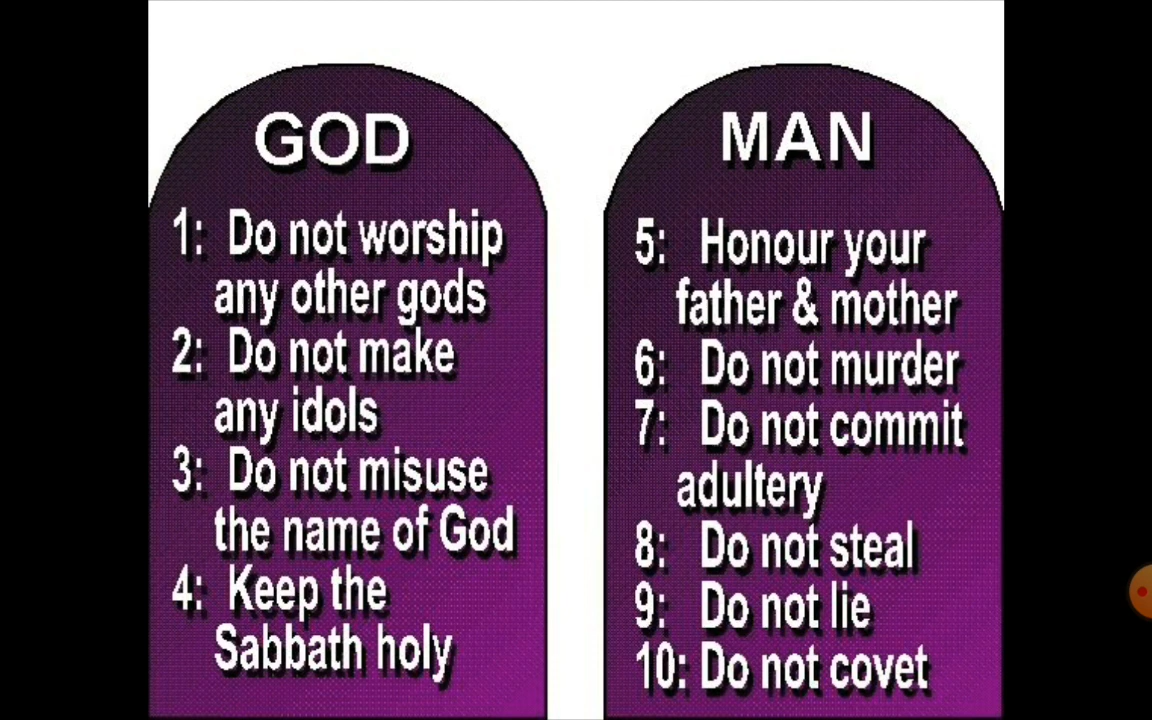 GOD
1: Do not worship
any other gods
2: Do not make
any idols
3: Do not misuse
the name of God
4: Keep the
Sabbath holy
MAN
5: Honour your
father & mother
6: Do not murder
7: Do not commit
adultery
8: Do not steal
9: Do not lie
10: Do not covet